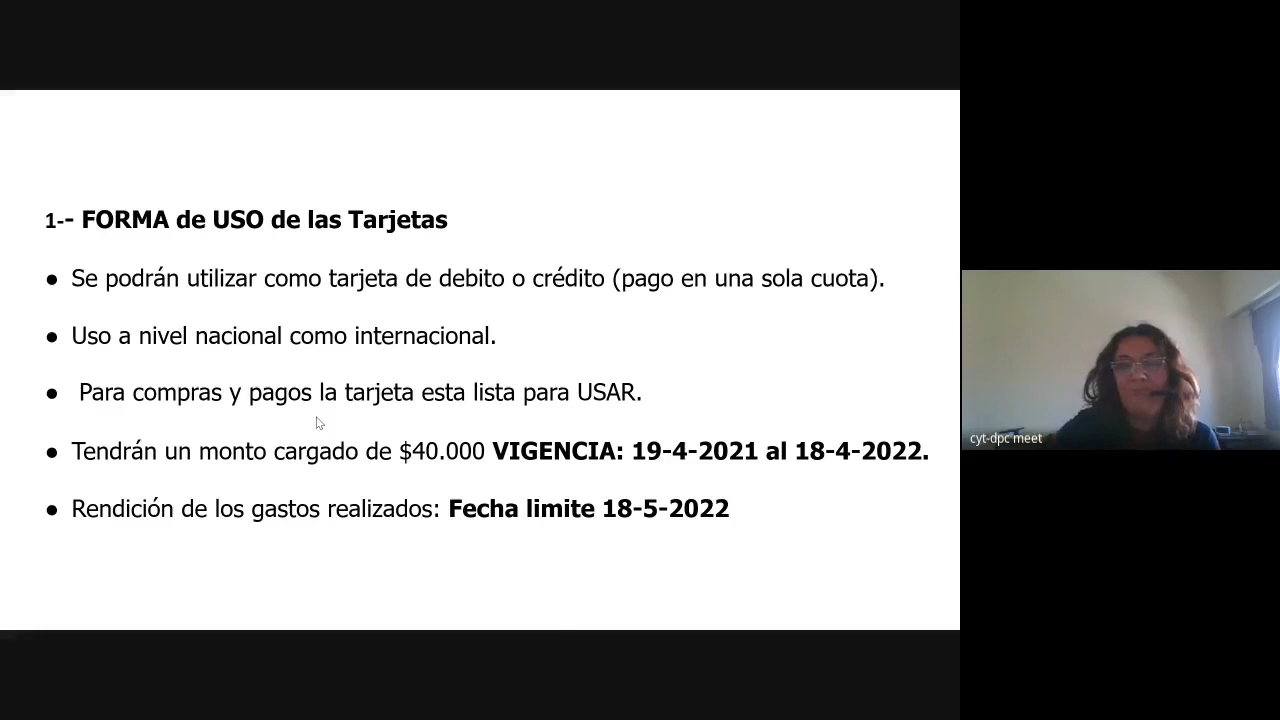 1-- FORMA de USO de las Tarjetas
● Se podrán utilizar como tarjeta de debito o crédito (pago en una sola cuota).
● Uso a nivel nacional como internacional.
● Para compras y pagos la tarjeta esta lista para USAR.
● Tendrán un monto cargado de $40.000 VIGENCIA: 19-4-2021 al 18-4-2022.
● Rendición de los gastos realizados: Fecha limite 18-5-2022
cyt-dpc meet